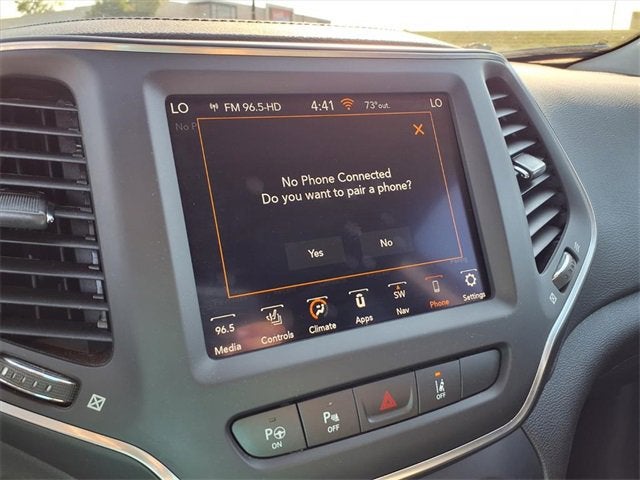 LO FM 96.5-HD 4:41 73° out. LO
No P
No Phone Connected
Do you want to pair a phone?
Yes No
96.5 SW
Media Controls Climate Apps Nav Phone Settings
P ON P OFF OFF